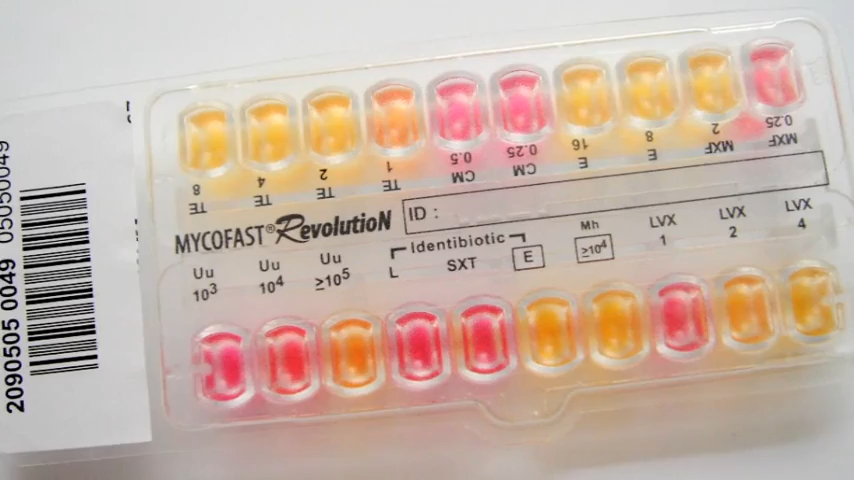 2090505 0049 05050049
TE 8
TE 4
TE 2
TE 1
CM 0.5
CM 0.25
E 16
E 8
MXF 2
MXF 0.25
MYCOFAST® RevolutioN
ID :
Uu 10³
Uu 10⁴
Uu ≥10⁵
Identibiotic
L
SXT
E
Mh ≥10⁴
LVX 1
LVX 2
LVX 4